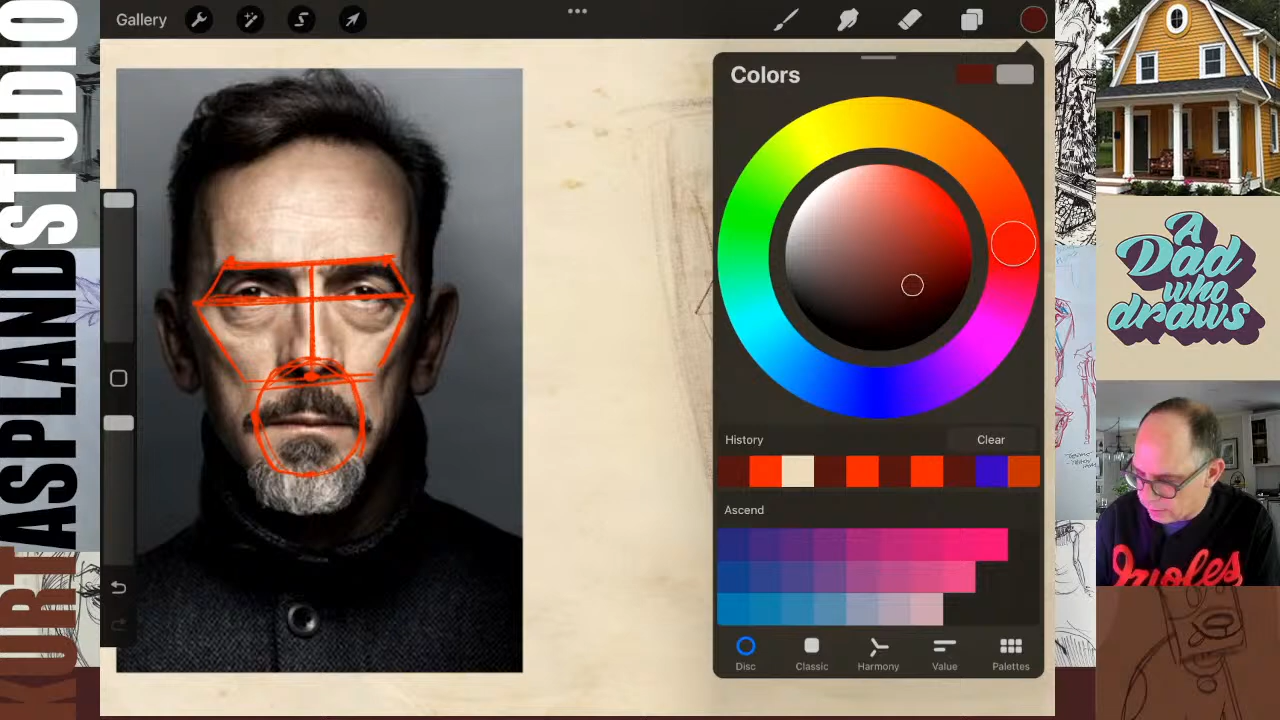 KURT ASPLAND STUDIO
Gallery
Colors
History
Clear
Ascend
Disc
Classic
Harmony
Value
Palettes
A
Dad
who
draws
Orioles